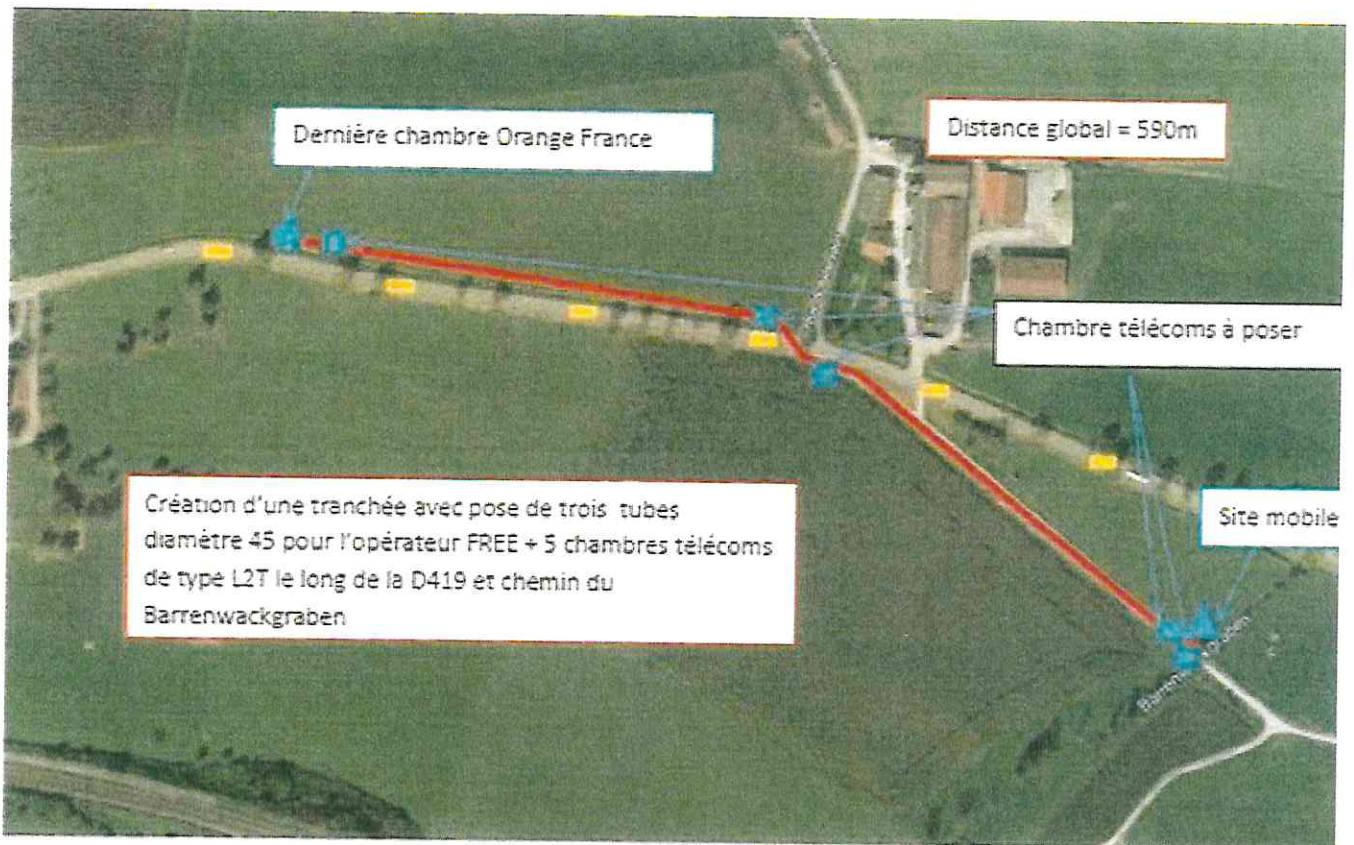 Dernière chambre Orange France
Distance global = 590m
Chambre télécoms à poser
Création d'une tranchée avec pose de trois tubes
diamètre 45 pour l'opérateur FREE + 5 chambres télécoms
de type L2T le long de la D419 et chemin du
Barrenwackgraben
Site mobile